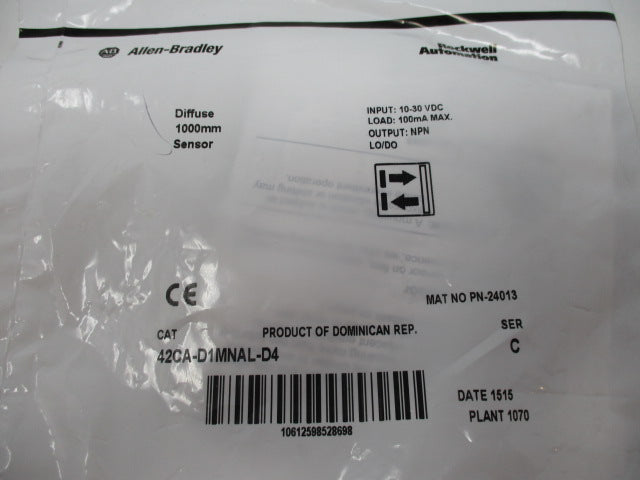 AB Allen-Bradley
Rockwell
Automation
Diffuse
1000mm
Sensor
INPUT: 10-30 VDC
LOAD: 100mA MAX.
OUTPUT: NPN
LO/DO
CE
MAT NO PN-24013
CAT
PRODUCT OF DOMINICAN REP.
SER
42CA-D1MNAL-D4
C
10612598528698
DATE 1515
PLANT 1070